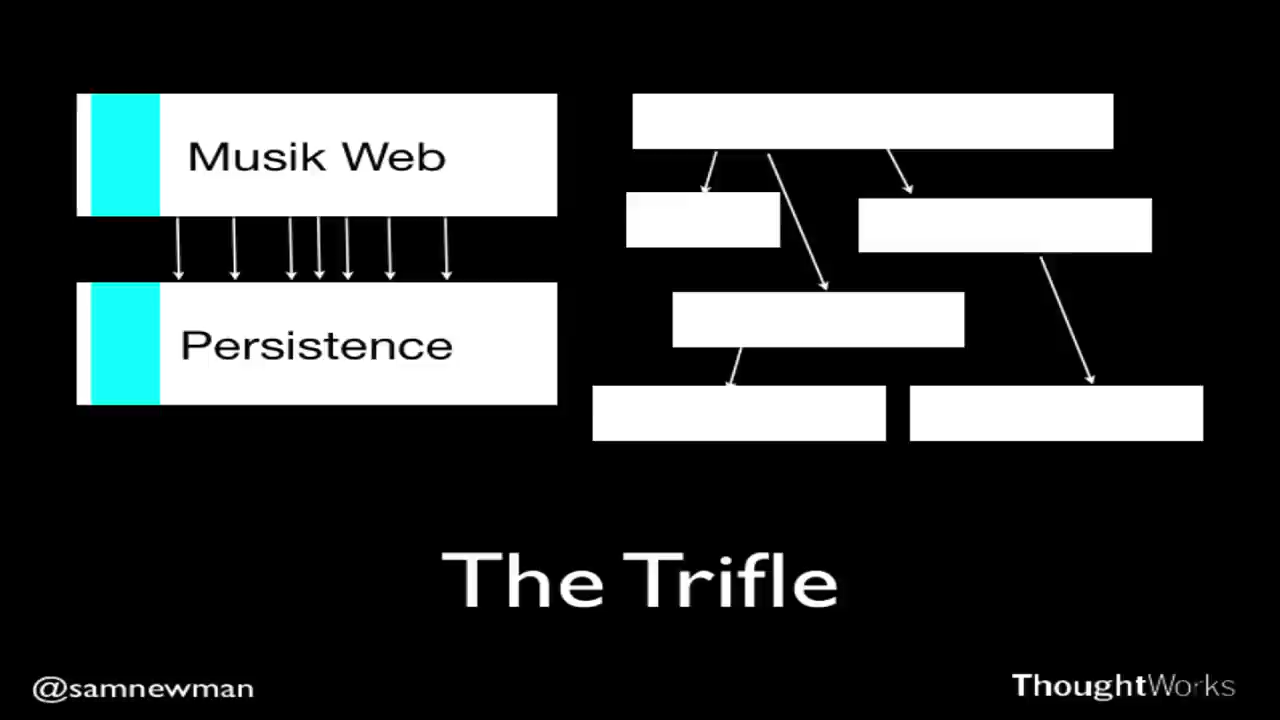 Musik Web
Persistence
The Trifle
@samnewman
ThoughtWorks